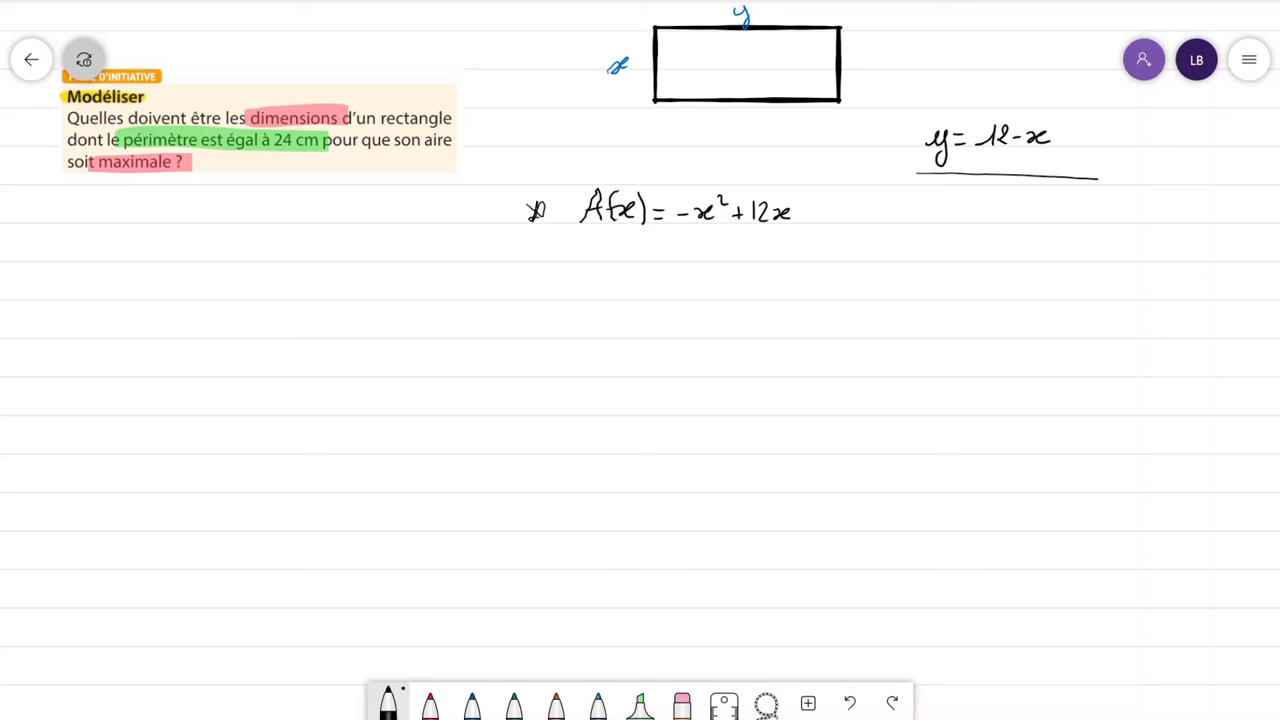 y
x
LB
D'INITIATIVE
Modéliser
Quelles doivent être les dimensions d'un rectangle
dont le périmètre est égal à 24 cm pour que son aire
soit maximale ?
y = 12 - x
A(x) = -x² + 12x